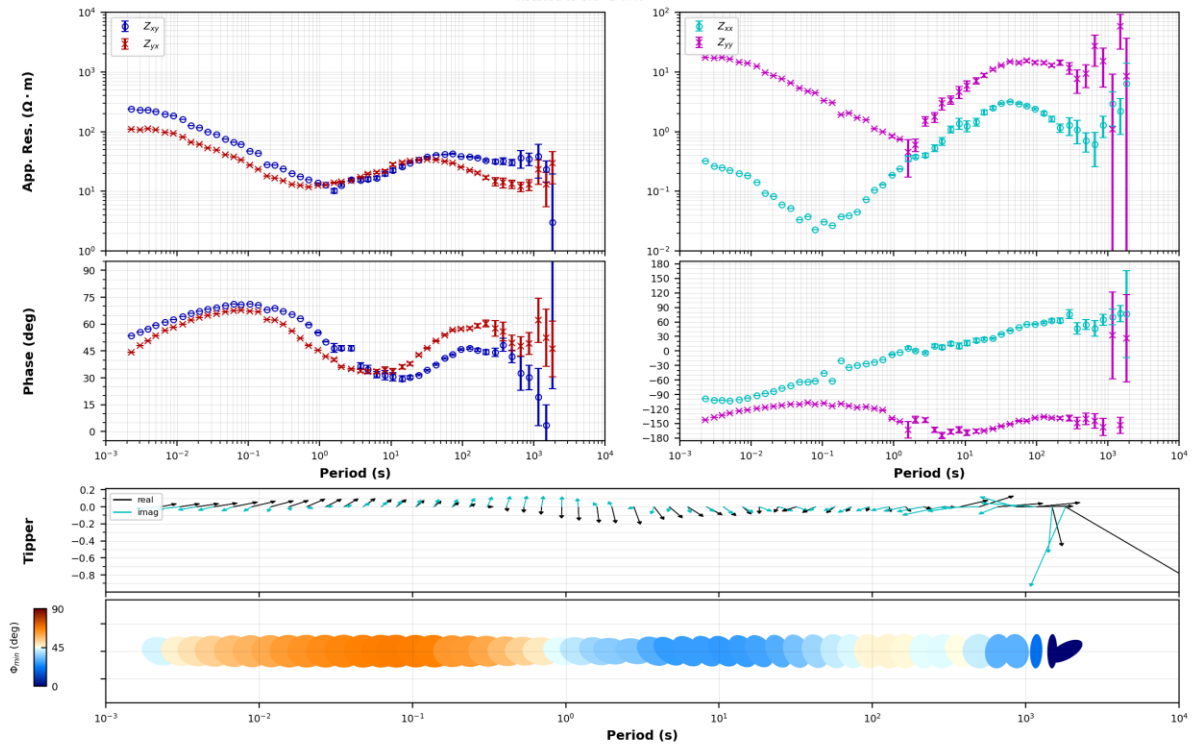 10⁴
10³
10²
10¹
10⁰
App. Res. (Ω · m)
Z_xy
Z_yx
10²
10¹
10⁰
10⁻¹
10⁻²
Z_xx
Z_yy
90
75
60
45
30
15
0
Phase (deg)
10⁻³ 10⁻² 10⁻¹ 10⁰ 10¹ 10² 10³ 10⁴
Period (s)
180
150
120
90
60
30
0
−30
−60
−90
−120
−150
−180
10⁻³ 10⁻² 10⁻¹ 10⁰ 10¹ 10² 10³ 10⁴
Period (s)
Tipper
0.2
0.0
−0.2
−0.4
−0.6
−0.8
real
imag
Φ_min (deg)
90
45
0
10⁻³ 10⁻² 10⁻¹ 10⁰ 10¹ 10² 10³ 10⁴
Period (s)